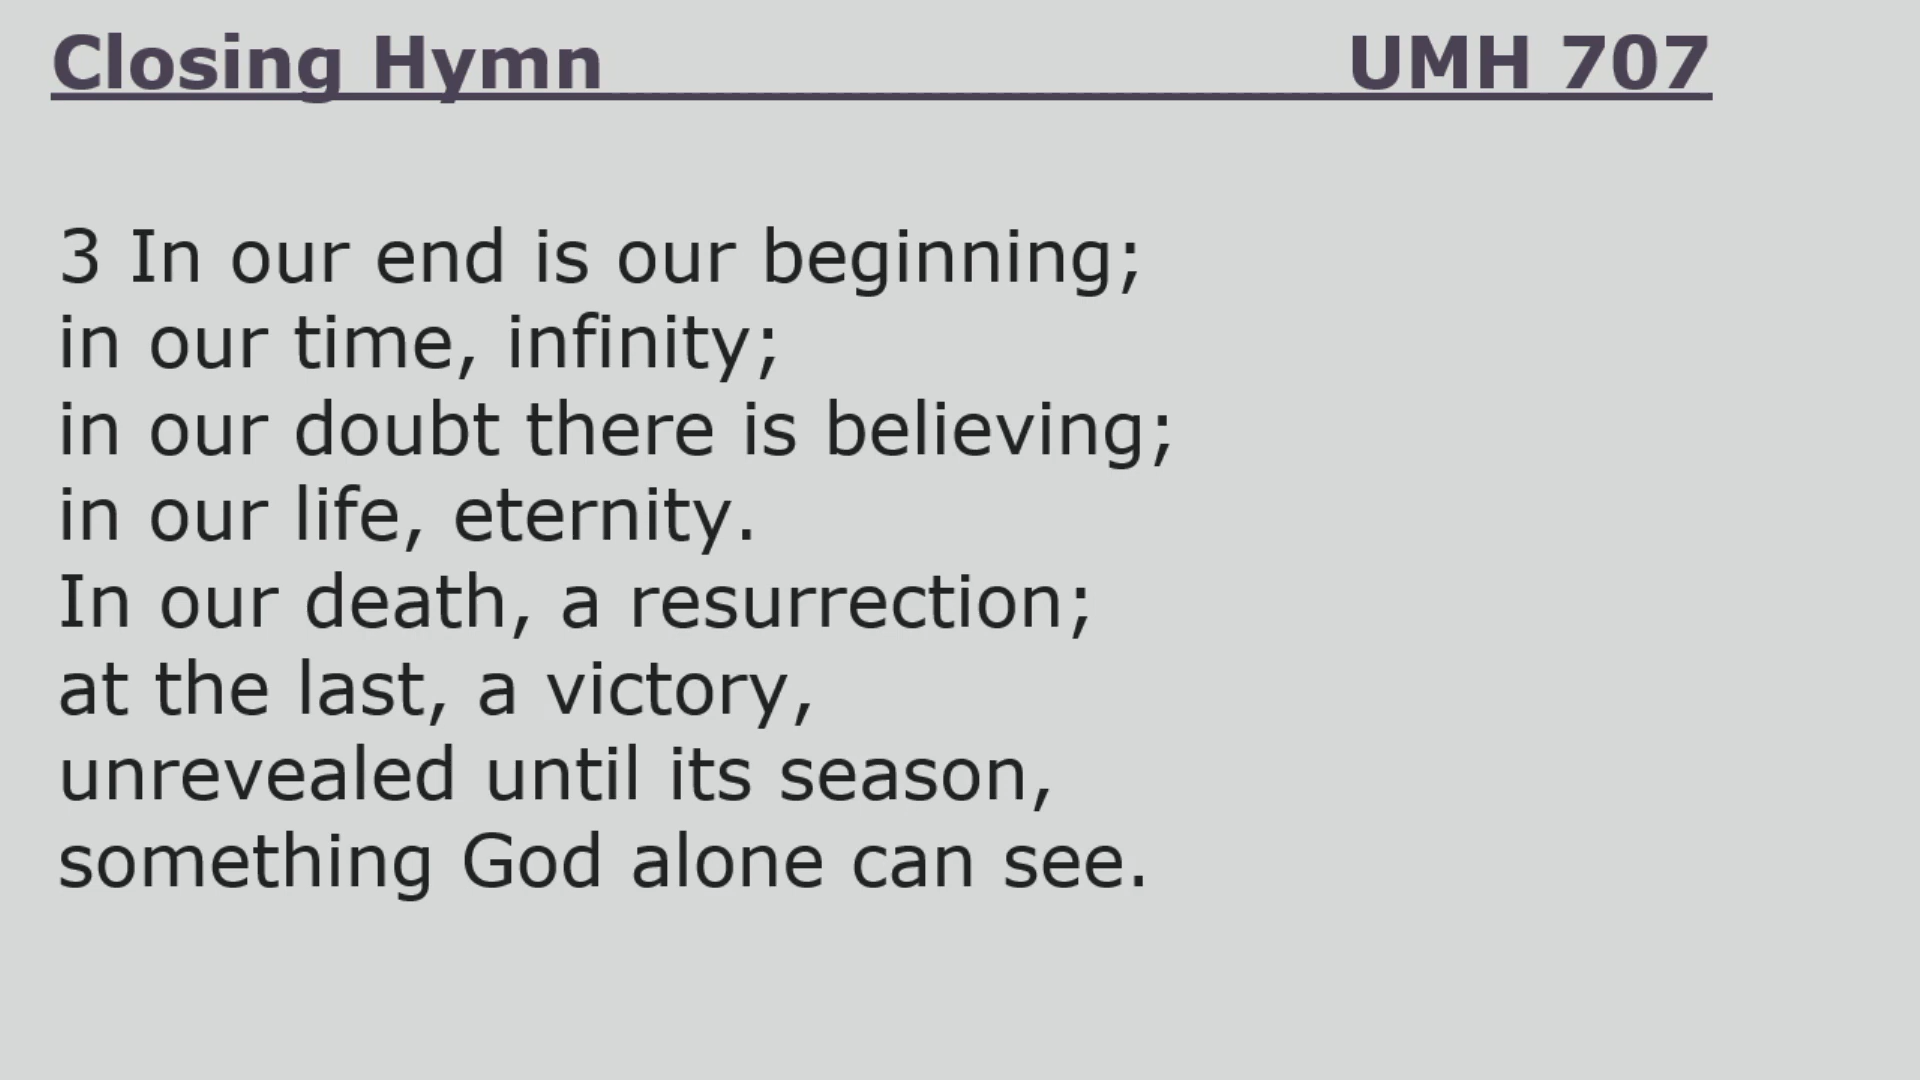 Closing Hymn UMH 707
3 In our end is our beginning;
in our time, infinity;
in our doubt there is believing;
in our life, eternity.
In our death, a resurrection;
at the last, a victory,
unrevealed until its season,
something God alone can see.